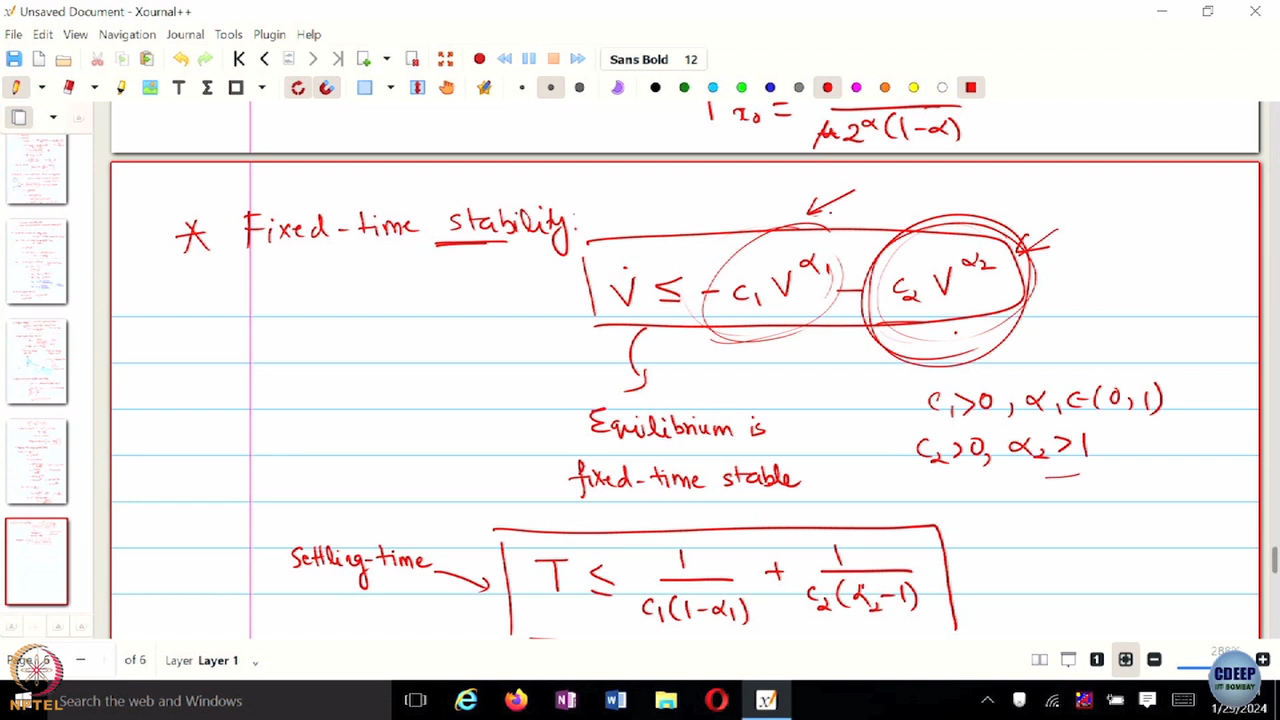 Unsaved Document - Xournal++
File Edit View Navigation Journal Tools Plugin Help
Sans Bold 12
T x₀ = μ2^α(1-α)
* Fixed-time stability:
V̇ ≤ -c₁V^α₁ - c₂V^α₂
c₁>0, α₁∈(0,1)
Equilibrium is
c₂>0, α₂>1
fixed-time stable
Settling-time
T ≤ 1/(c₁(1-α₁)) + 1/(c₂(α₂-1))
of 6 Layer Layer 1
288%
NPTEL
Search the web and Windows
CDEEP
IIT BOMBAY
1/29/2024